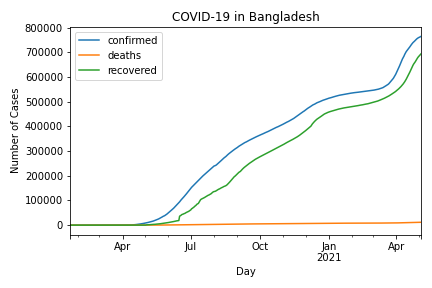 COVID-19 in Bangladesh
confirmed
deaths
recovered
Number of Cases
800000
700000
600000
500000
400000
300000
200000
100000
0
Apr
Jul
Oct
Jan
2021
Apr
Day